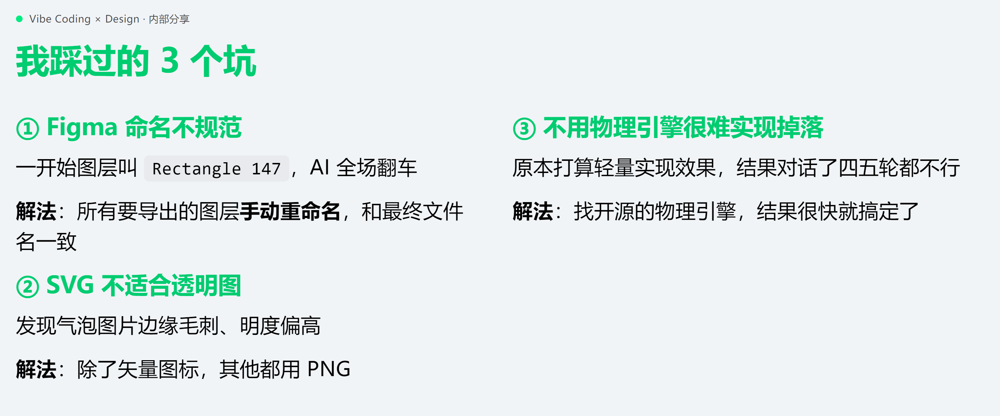 Vibe Coding × Design · 内部分享
我踩过的 3 个坑
① Figma 命名不规范
一开始图层叫 Rectangle 147，AI 全场翻车
解法：所有要导出的图层手动重命名，和最终文件
名一致
② SVG 不适合透明图
发现气泡图片边缘毛刺、明度偏高
解法：除了矢量图标，其他都用 PNG
③ 不用物理引擎很难实现掉落
原本打算轻量实现效果，结果对话了四五轮都不行
解法：找开源的物理引擎，结果很快就搞定了